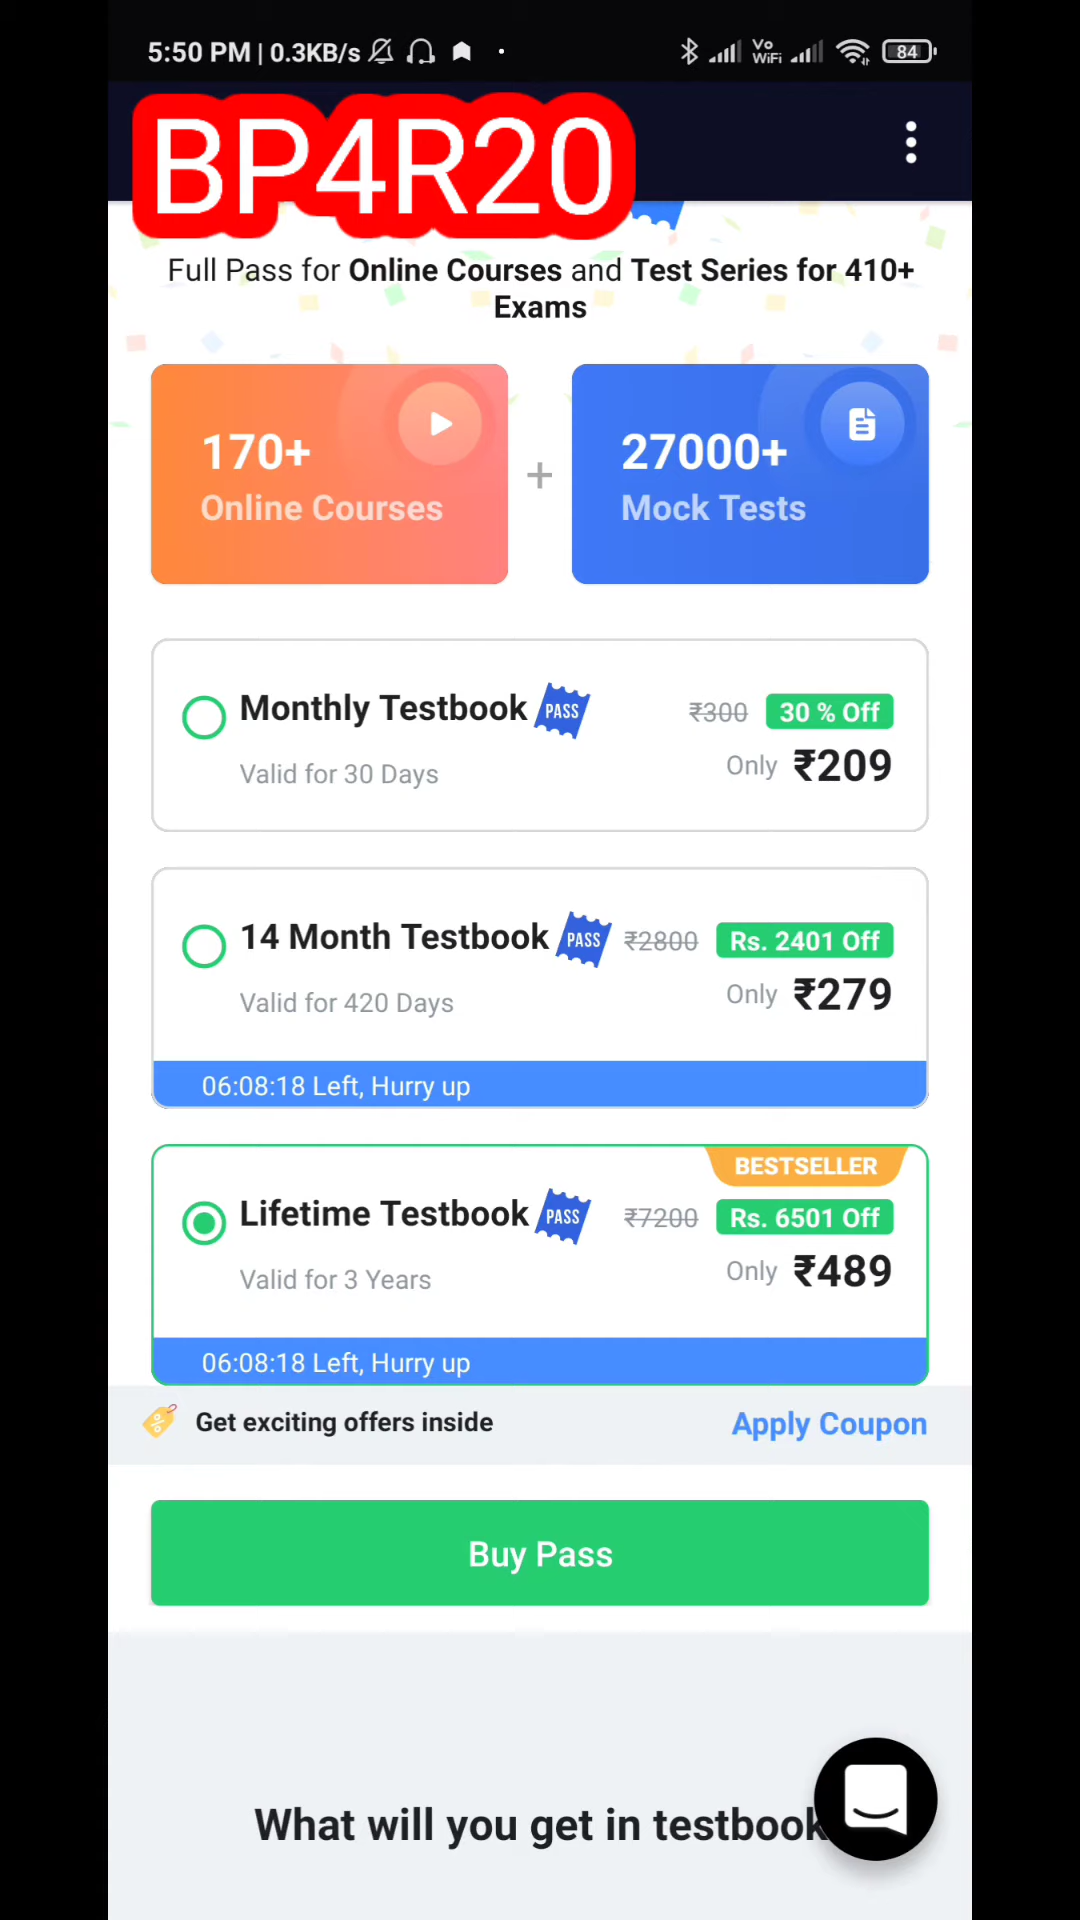 5:50 PM | 0.3KB/s
Vo WiFi
84
BP4R20
Full Pass for Online Courses and Test Series for 410+
Exams
170+
Online Courses
+
27000+
Mock Tests
Monthly Testbook PASS
₹300 30 % Off
Valid for 30 Days
Only ₹209
14 Month Testbook PASS
₹2800 Rs. 2401 Off
Valid for 420 Days
Only ₹279
06:08:18 Left, Hurry up
BESTSELLER
Lifetime Testbook PASS
₹7200 Rs. 6501 Off
Valid for 3 Years
Only ₹489
06:08:18 Left, Hurry up
Get exciting offers inside
Apply Coupon
Buy Pass
What will you get in testbook